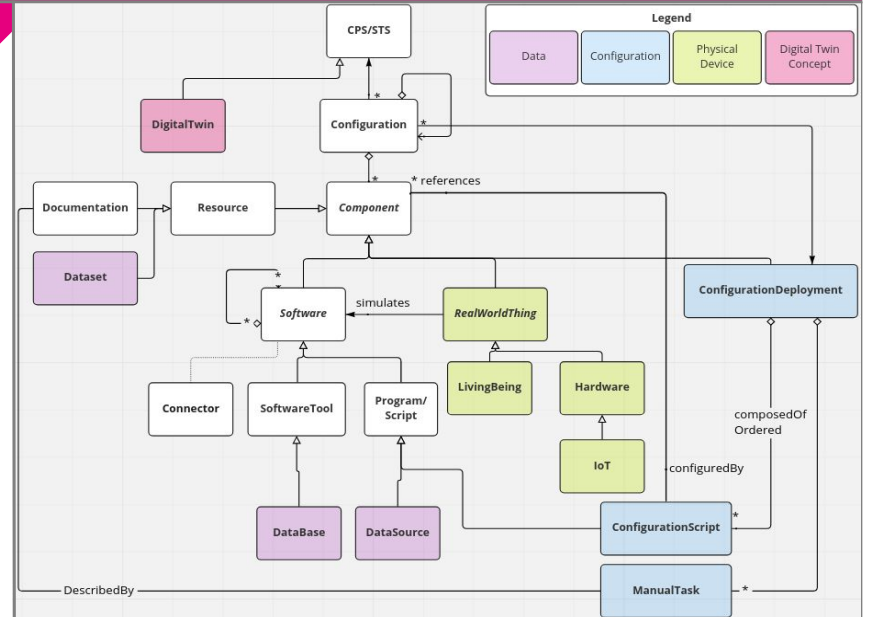 CPS/STS
Legend
Data
Configuration
Physical
Device
Digital Twin
Concept
DigitalTwin
*
Configuration
*
*
* references
Documentation
Resource
Component
Dataset
*
*
Software
simulates
RealWorldThing
ConfigurationDeployment
Connector
SoftwareTool
Program/
Script
LivingBeing
Hardware
composedOf
Ordered
IoT
configuredBy
DataBase
DataSource
ConfigurationScript
*
DescribedBy
ManualTask
*